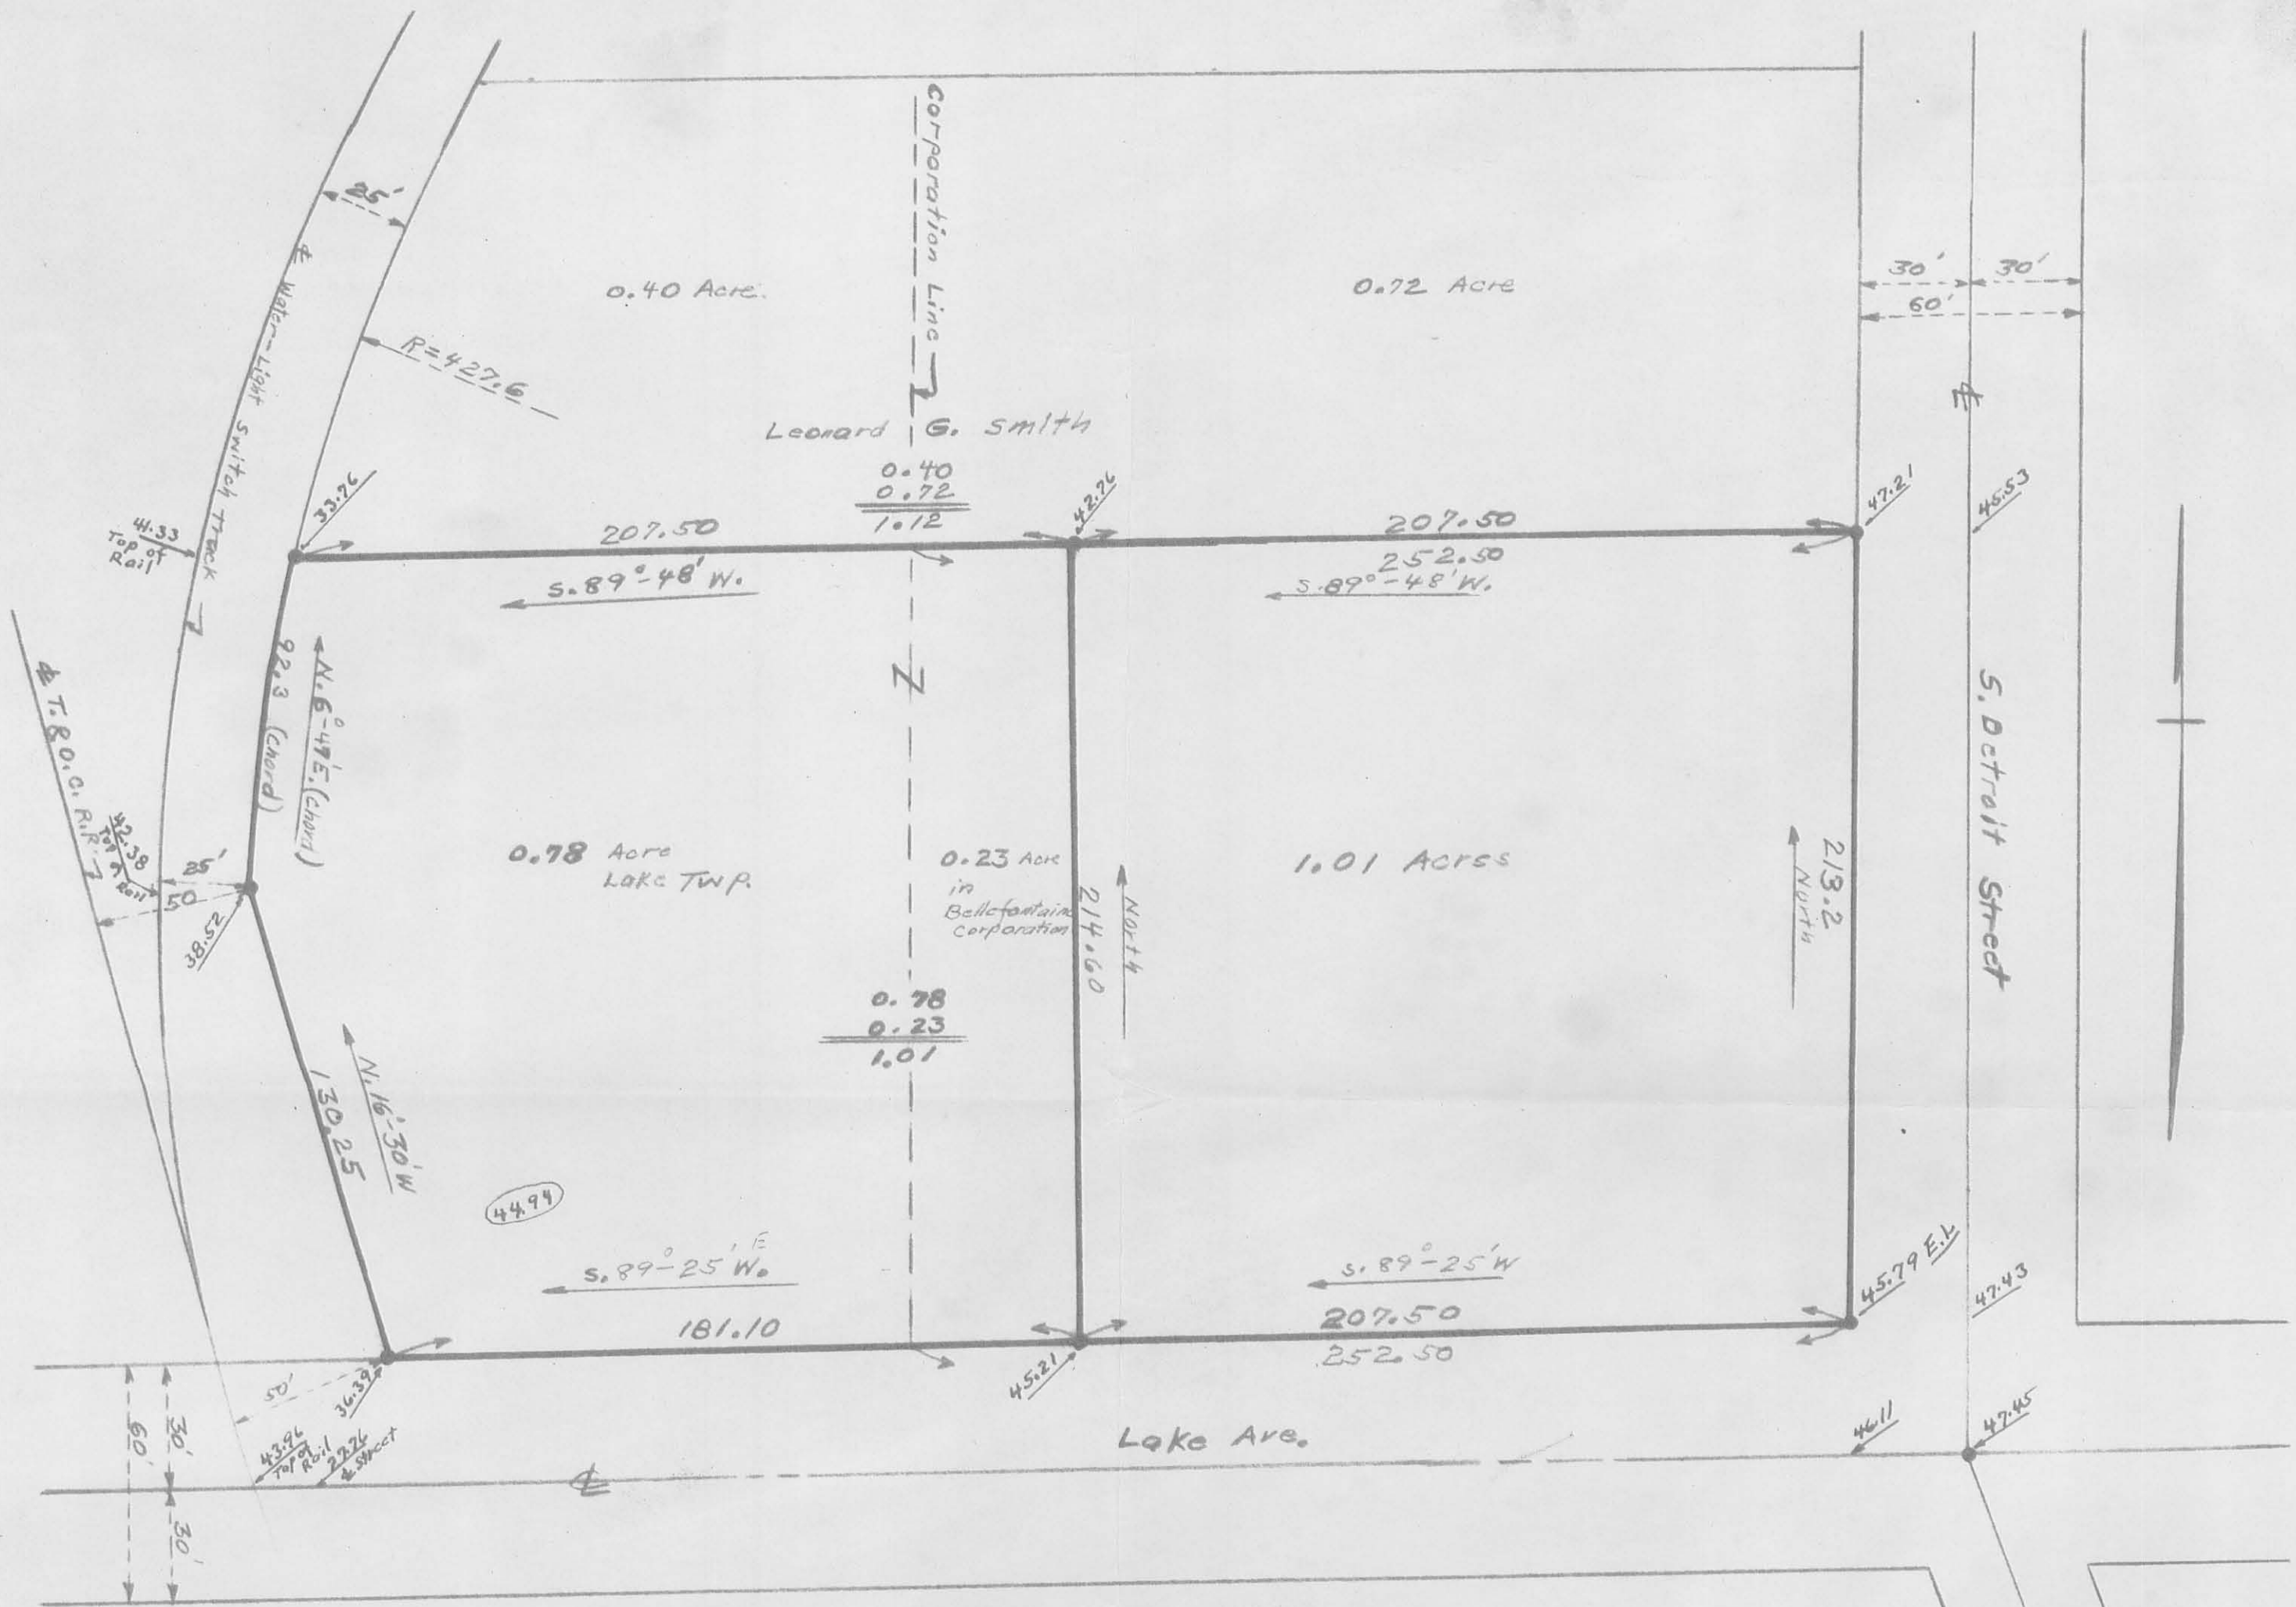 Corporation Line
25'
℄ Water-Light Switch Track
0.40 Acre.
0.72 Acre
30'
30'
60'
R=427.6
℄
Leonard G. Smith
0.40
0.72
1.12
33.76
42.76
47.21
45.53
41.33
Top of
Rail
207.50
207.50
252.50
S.89°-48'W.
S.89°-48'W.
92.3 (chord)
N.6°-49'E.(chord)
℄ T.&O.C. R.R.
42.38
Top of
Rail
25'
50
38.52
0.78 Acre
Lake Twp.
0.23 Acre
in
Bellefontaine
Corporation
214.60
North
1.01 Acres
213.2
North
S. Detroit Street
0.78
0.23
1.01
130.25
N.16°-30'W
44.94
S.89°-25'W.
E
S.89°-25'W
45.79 E.L
47.43
181.10
207.50
252.50
45.21
50'
36.39
43.96
Top of
Rail
℄ Street
60'
30'
30'
℄
Lake Ave.
46.11
47.45